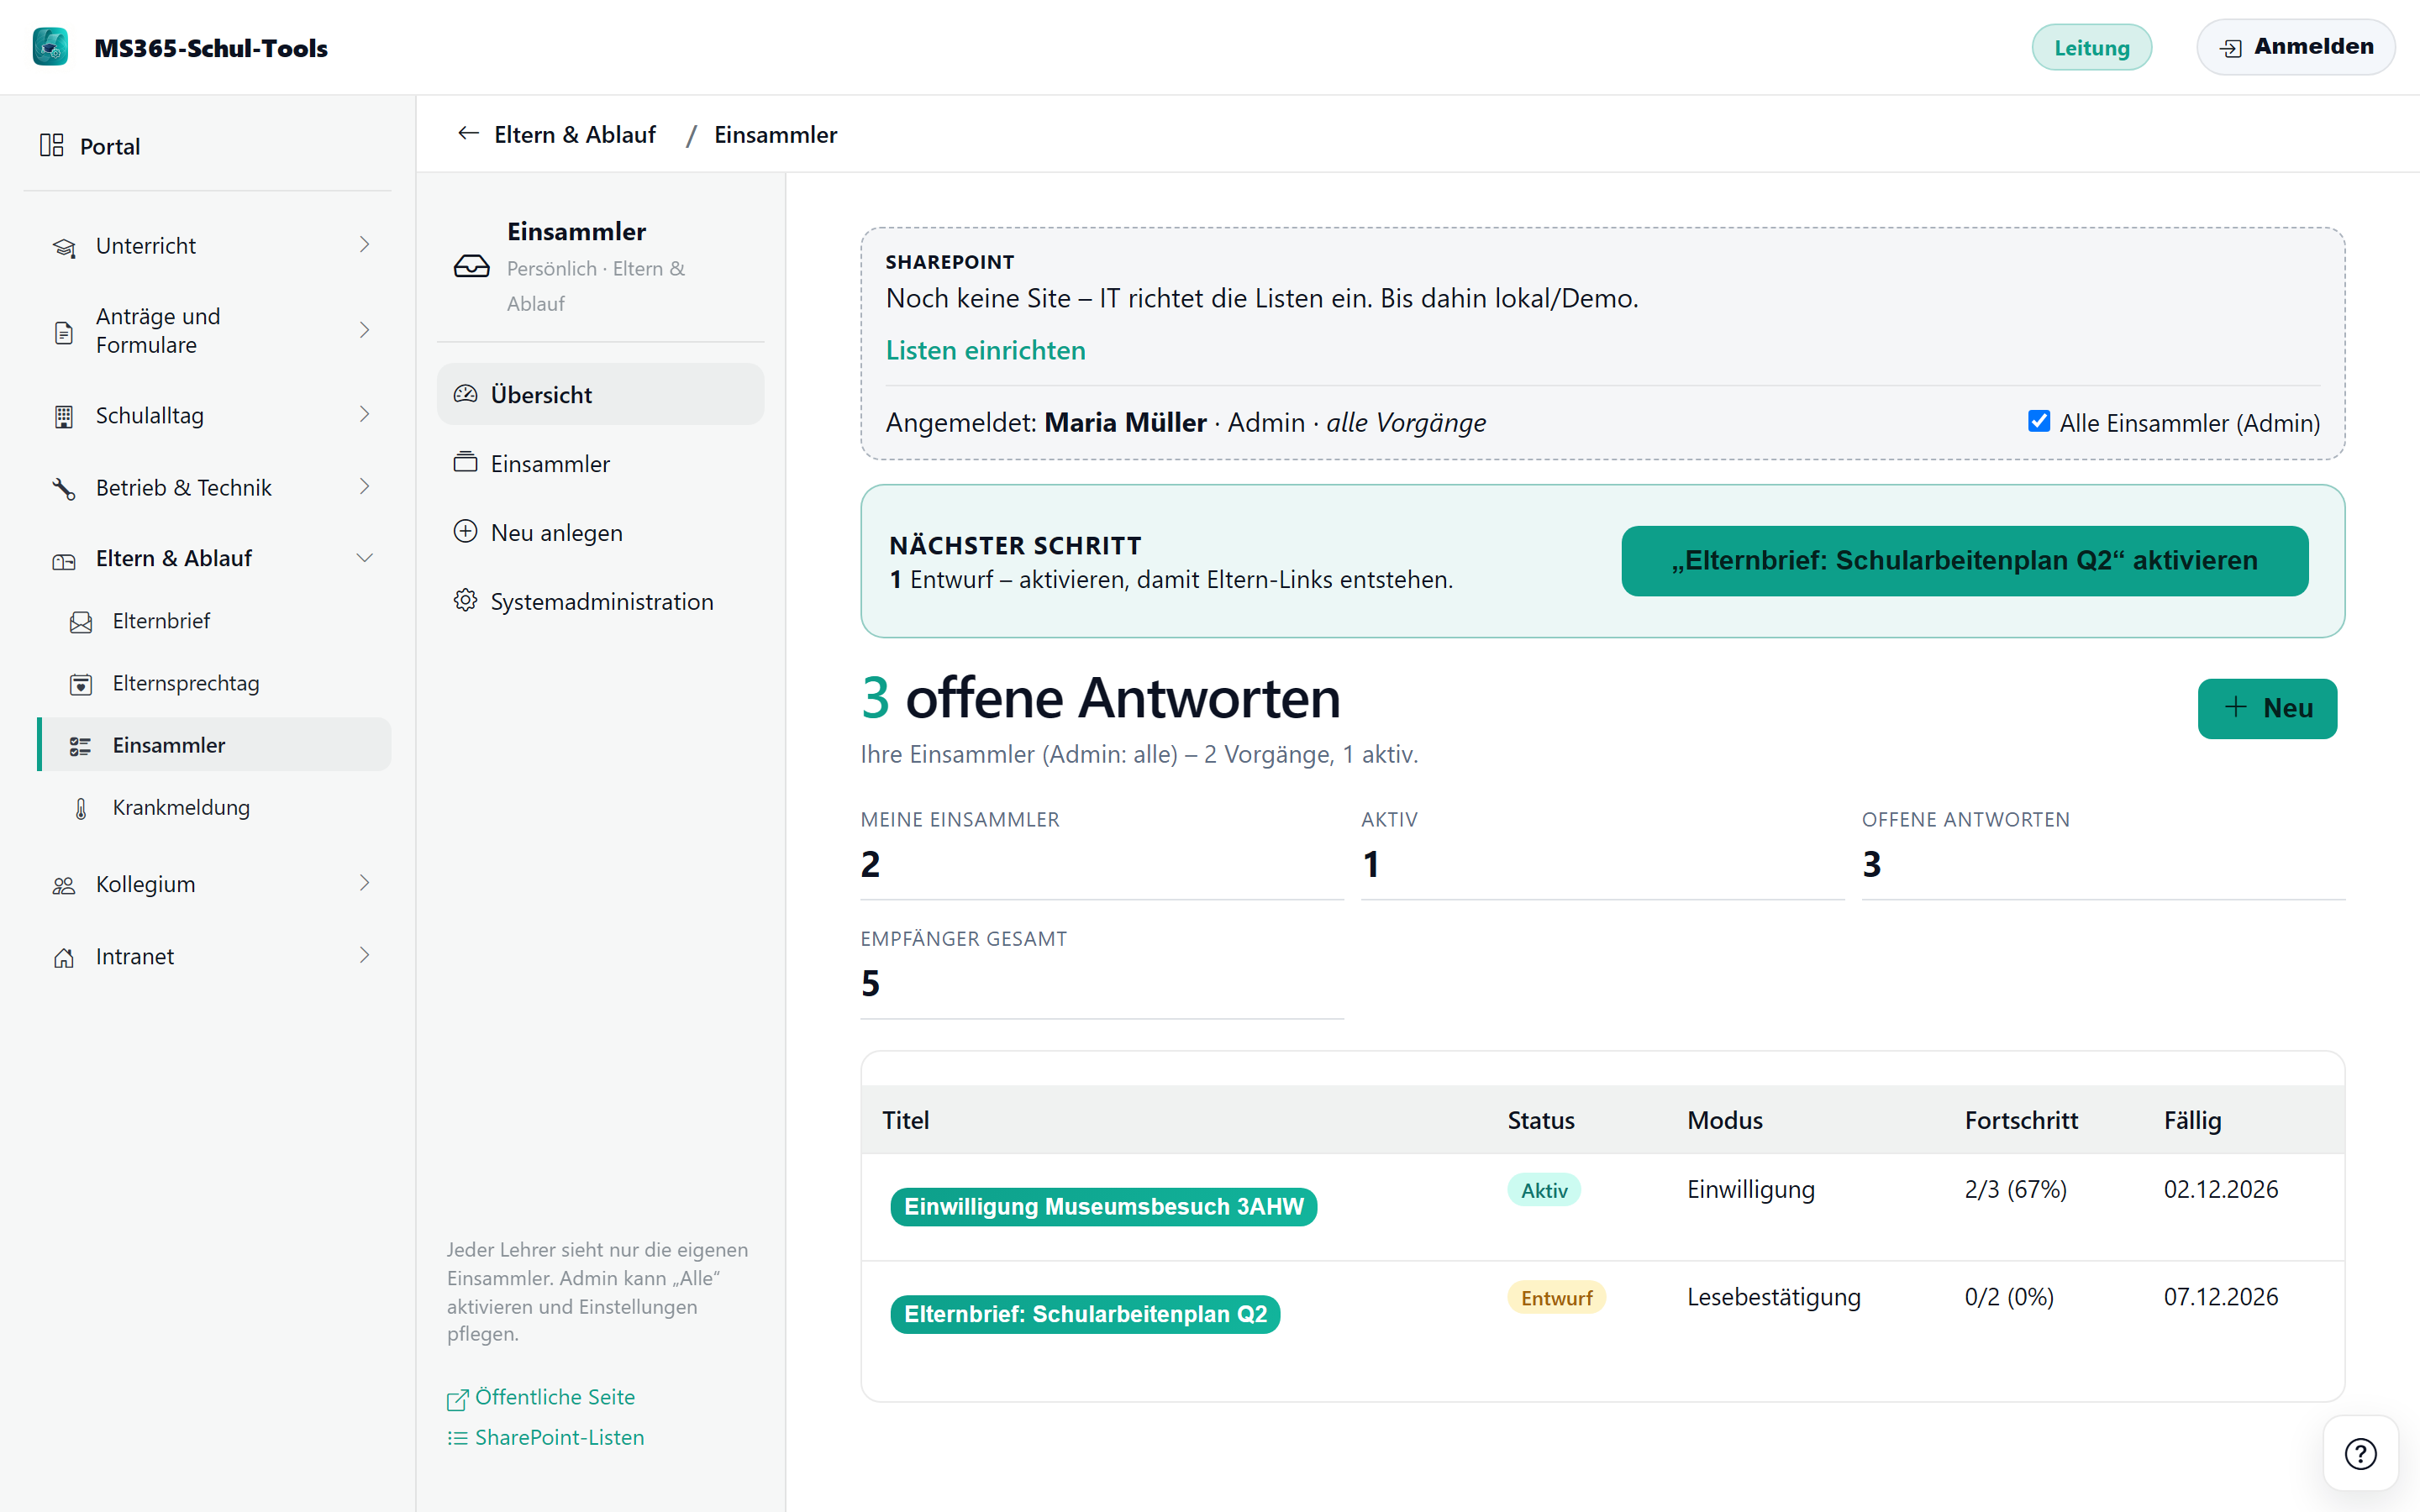 MS365-Schul-Tools
Leitung
Anmelden
Portal
Unterricht
Anträge und
Formulare
Schulalltag
Betrieb & Technik
Eltern & Ablauf
Elternbrief
Elternsprechtag
Einsammler
Krankmeldung
Kollegium
Intranet
Eltern & Ablauf / Einsammler
Einsammler
Persönlich · Eltern &
Ablauf
Übersicht
Einsammler
Neu anlegen
Systemadministration
Jeder Lehrer sieht nur die eigenen
Einsammler. Admin kann „Alle“
aktivieren und Einstellungen
pflegen.
Öffentliche Seite
SharePoint-Listen
SHAREPOINT
Noch keine Site – IT richtet die Listen ein. Bis dahin lokal/Demo.
Listen einrichten
Angemeldet: Maria Müller · Admin · alle Vorgänge
Alle Einsammler (Admin)
NÄCHSTER SCHRITT
1 Entwurf – aktivieren, damit Eltern-Links entstehen.
„Elternbrief: Schularbeitenplan Q2“ aktivieren
3 offene Antworten
Neu
Ihre Einsammler (Admin: alle) – 2 Vorgänge, 1 aktiv.
MEINE EINSAMMLER
2
AKTIV
1
OFFENE ANTWORTEN
3
EMPFÄNGER GESAMT
5
Titel Status Modus Fortschritt Fällig
Einwilligung Museumsbesuch 3AHW Aktiv Einwilligung 2/3 (67%) 02.12.2026
Elternbrief: Schularbeitenplan Q2 Entwurf Lesebestätigung 0/2 (0%) 07.12.2026